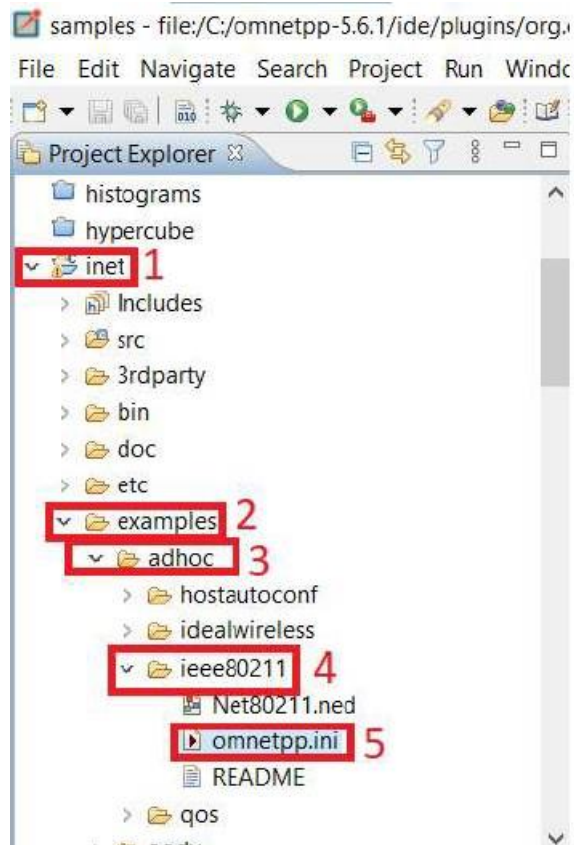 samples - file:/C:/omnetpp-5.6.1/ide/plugins/org.
File Edit Navigate Search Project Run Windo
010
Project Explorer
histograms
hypercube
inet 1
Includes
src
3rdparty
bin
doc
etc
examples 2
adhoc 3
hostautoconf
idealwireless
ieee80211 4
Net80211.ned
omnetpp.ini 5
README
qos